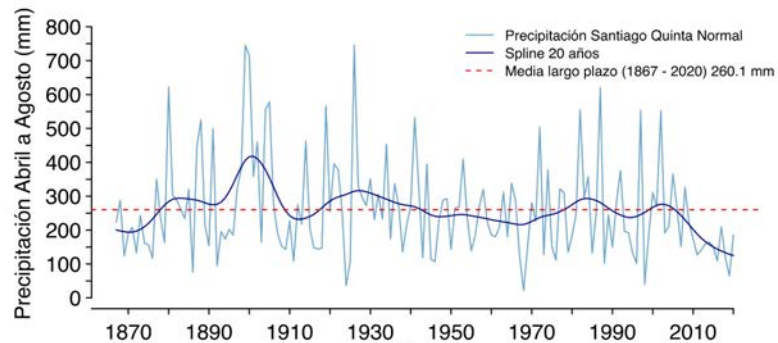 Precipitación Abril a Agosto (mm)
800
700
600
500
400
300
200
100
0
Precipitación Santiago Quinta Normal
Spline 20 años
Media largo plazo (1867 - 2020) 260.1 mm
1870 1890 1910 1930 1950 1970 1990 2010